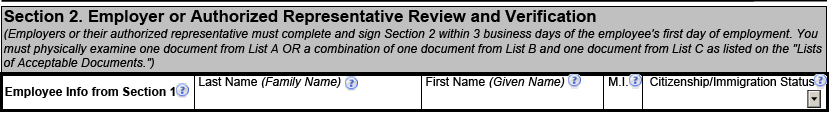 Section 2. Employer or Authorized Representative Review and Verification
(Employers or their authorized representative must complete and sign Section 2 within 3 business days of the employee's first day of employment. You
must physically examine one document from List A OR a combination of one document from List B and one document from List C as listed on the "Lists
of Acceptable Documents.")
Employee Info from Section 1 ? Last Name (Family Name) ? First Name (Given Name) ? M.I. ? Citizenship/Immigration Status ?